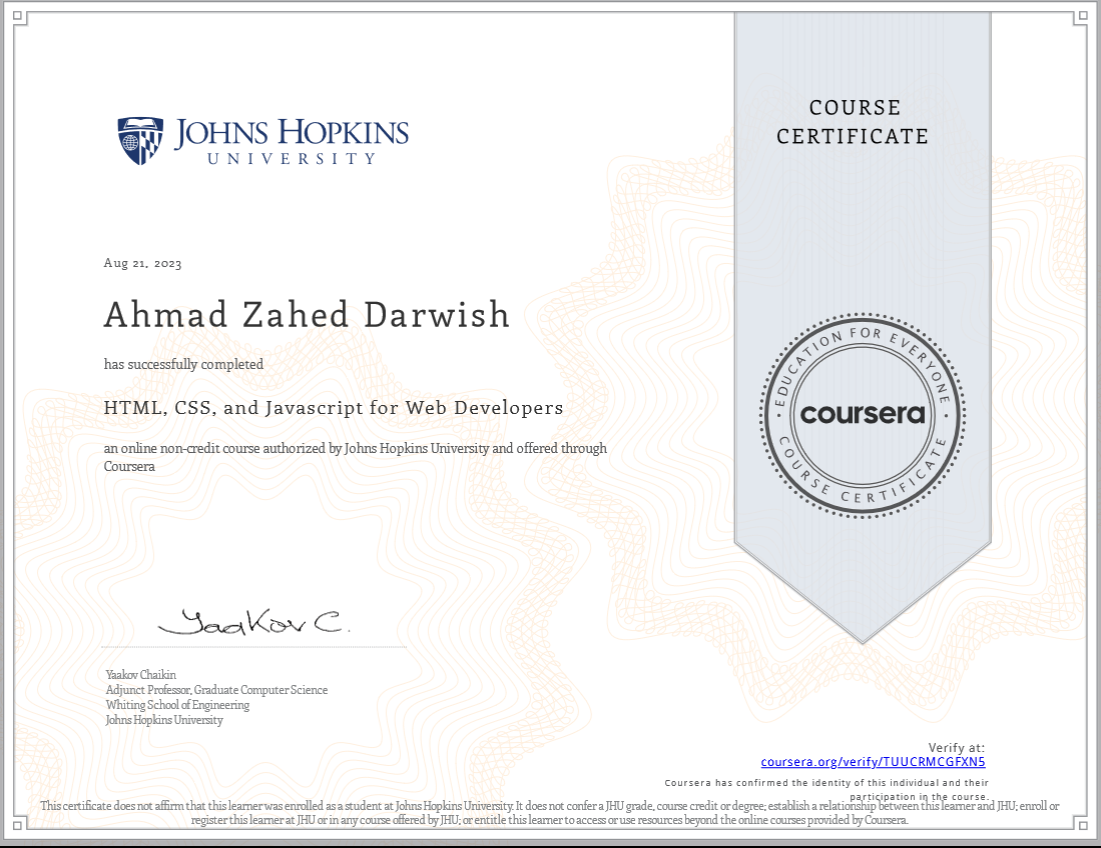 JOHNS HOPKINS
UNIVERSITY
COURSE
CERTIFICATE
Aug 21, 2023
Ahmad Zahed Darwish
has successfully completed
HTML, CSS, and Javascript for Web Developers
an online non-credit course authorized by Johns Hopkins University and offered through
Coursera
EDUCATION FOR EVERYONE
coursera
COURSE CERTIFICATE
Yaakov C.
Yaakov Chaikin
Adjunct Professor, Graduate Computer Science
Whiting School of Engineering
Johns Hopkins University
Verify at:
coursera.org/verify/TUUCRMCGFXN5
Coursera has confirmed the identity of this individual and their
participation in the course.
This certificate does not affirm that this learner was enrolled as a student at Johns Hopkins University. It does not confer a JHU grade, course credit or degree; establish a relationship between this learner and JHU; enroll or
register this learner at JHU or in any course offered by JHU; or entitle this learner to access or use resources beyond the online courses provided by Coursera.